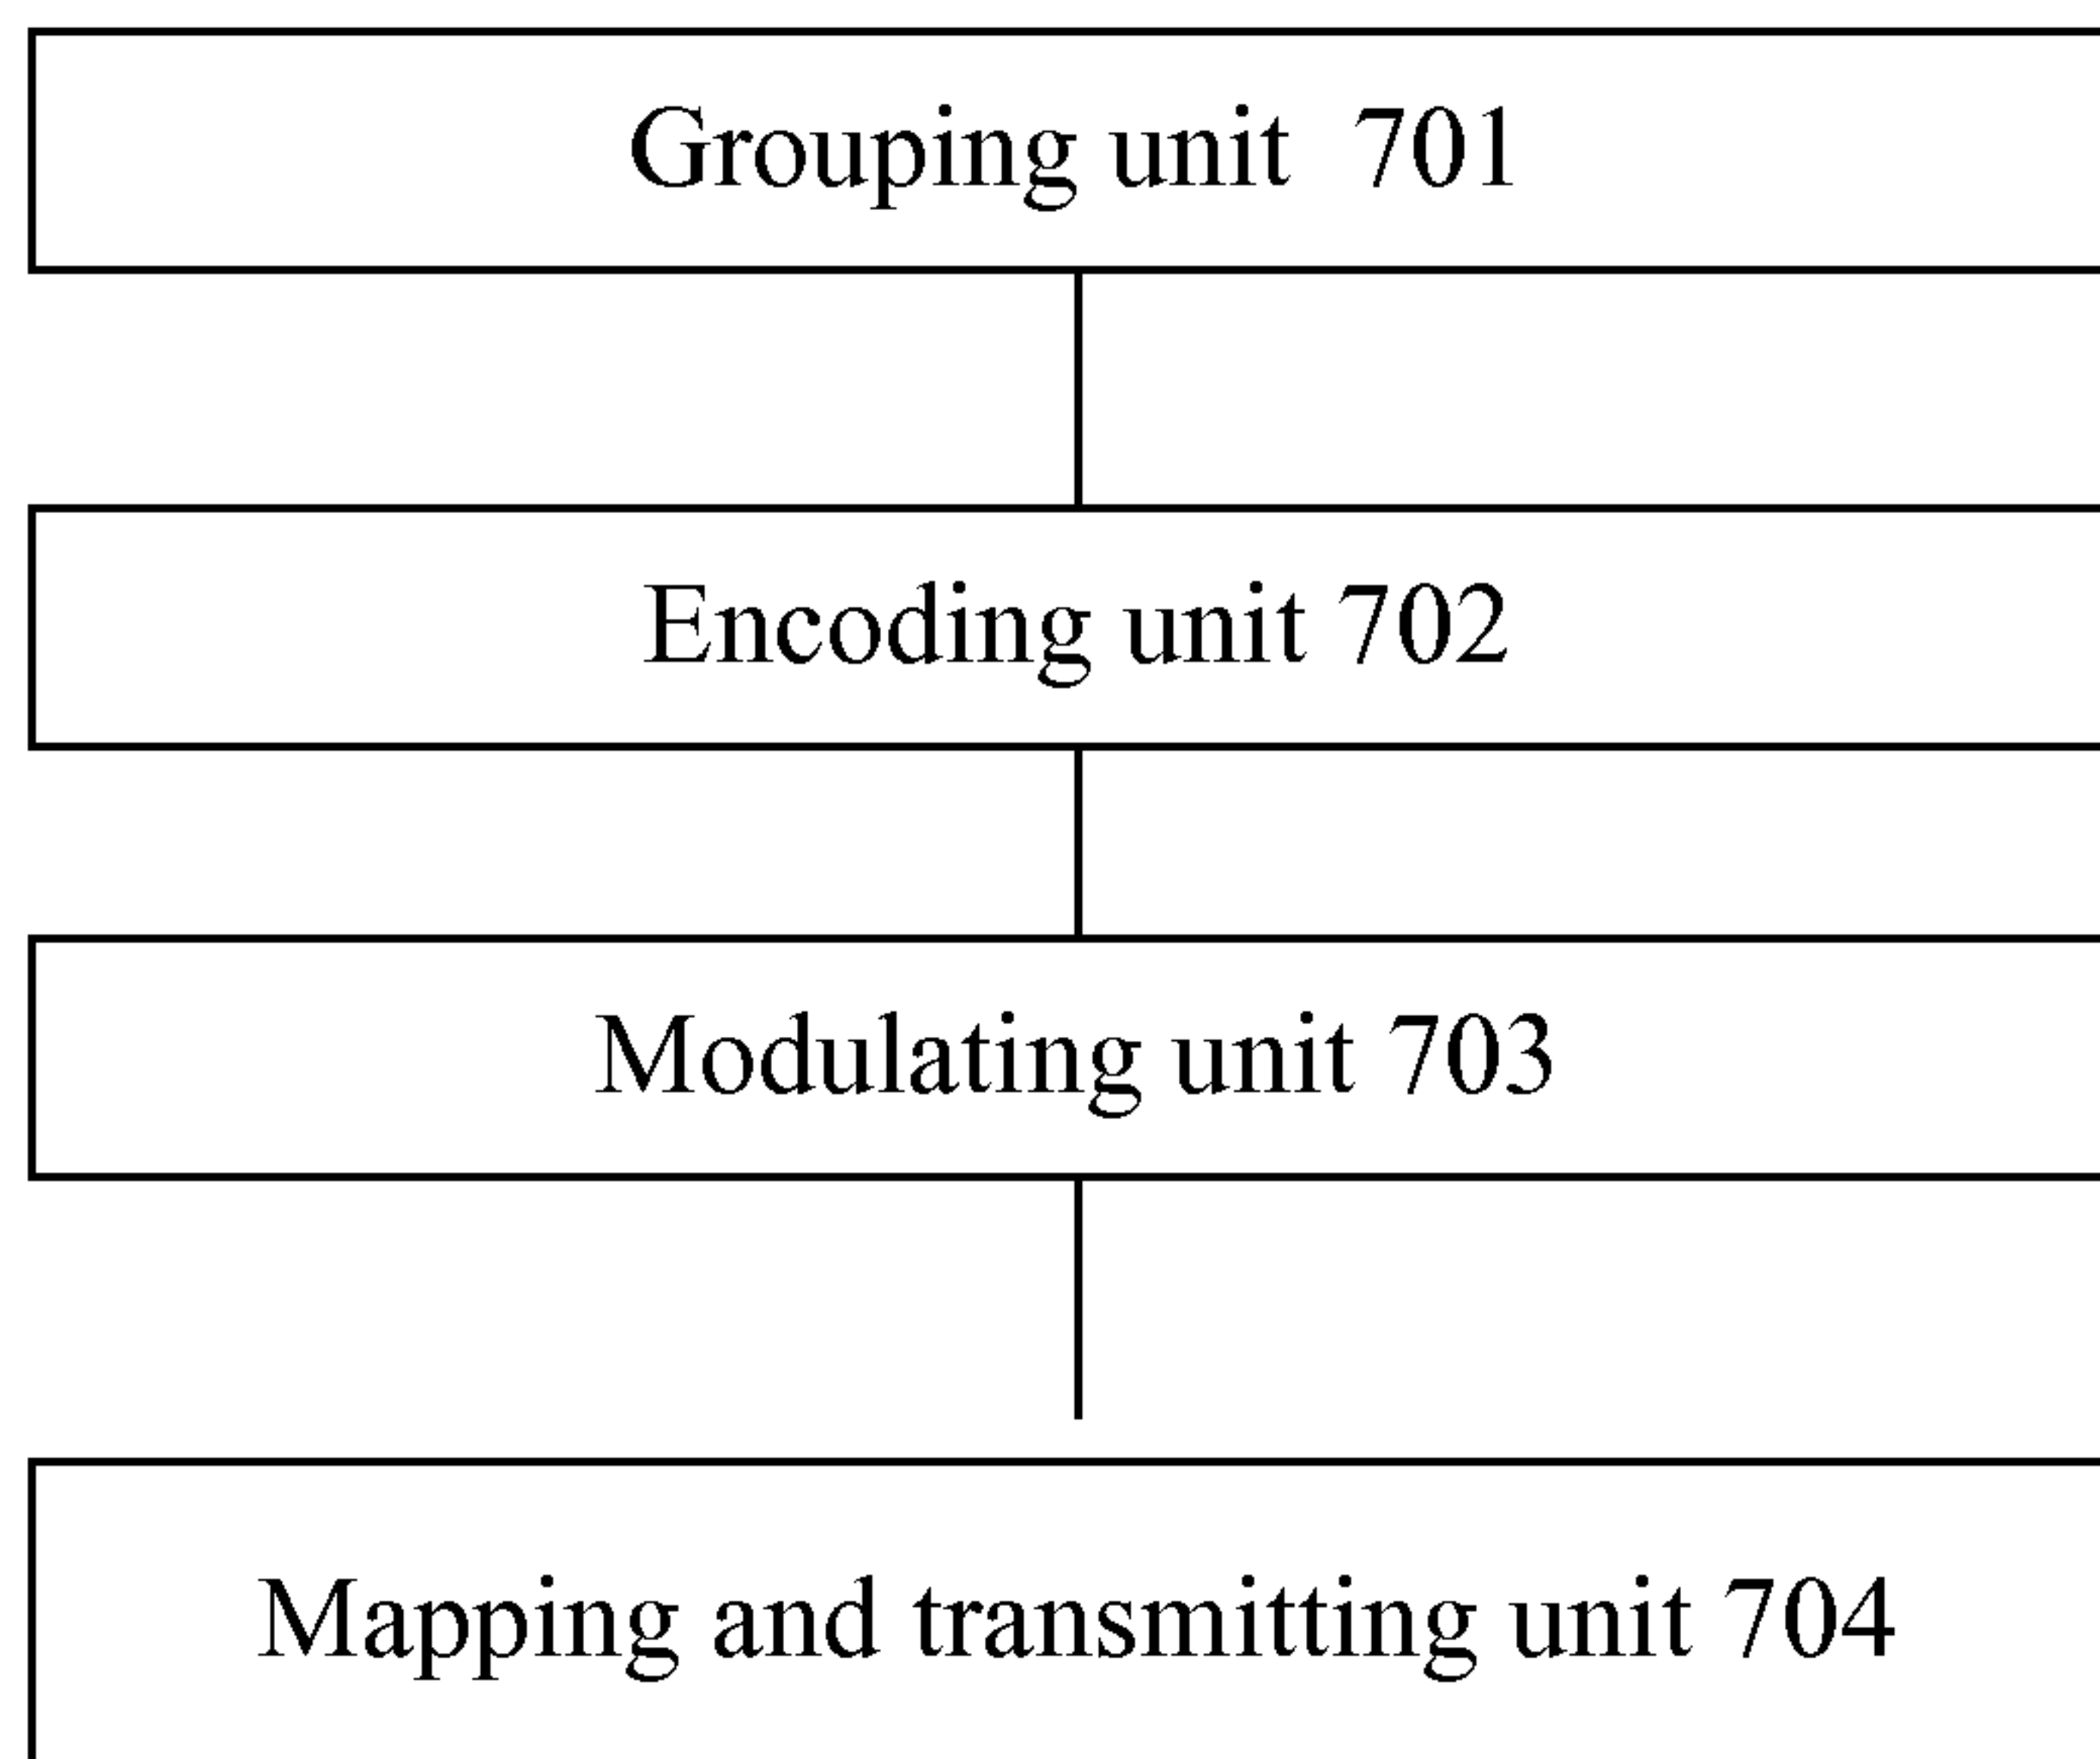 Grouping unit 701
Encoding unit 702
Modulating unit 703
Mapping and transmitting unit 704